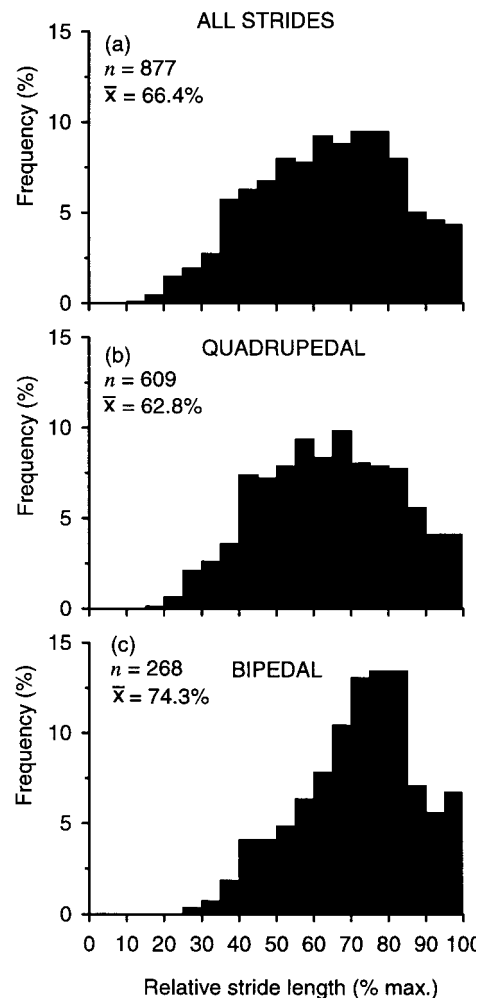 ALL STRIDES
(a)
n = 877
x̄ = 66.4%
15
10
5
0
Frequency (%)
QUADRUPEDAL
(b)
n = 609
x̄ = 62.8%
15
10
5
0
Frequency (%)
BIPEDAL
(c)
n = 268
x̄ = 74.3%
15
10
5
0
Frequency (%)
0 10 20 30 40 50 60 70 80 90 100
Relative stride length (% max.)